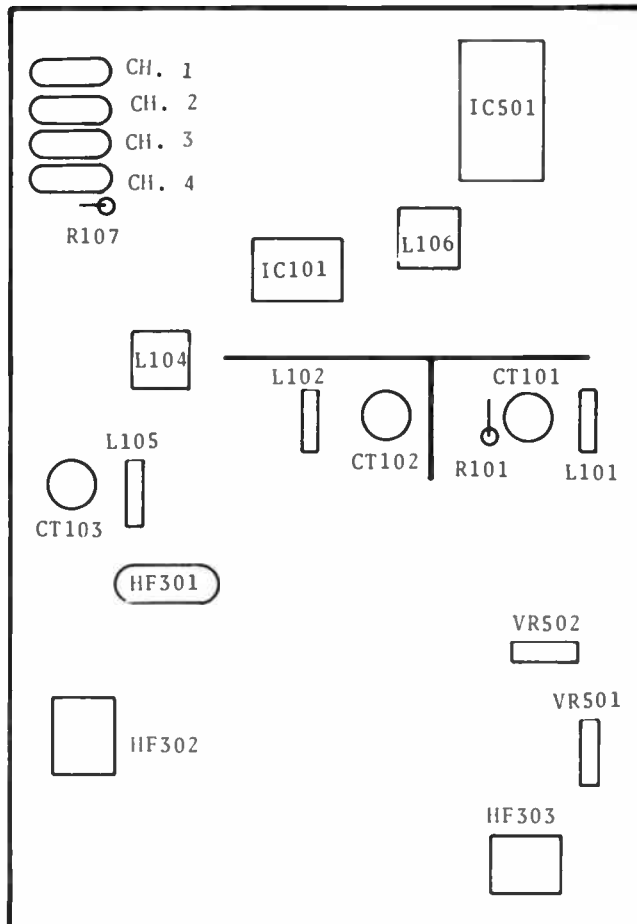 CH. 1
CH. 2
CH. 3
CH. 4
R107
IC501
L106
IC101
L104
L102
CT101
CT102
R101
L101
L105
CT103
HF301
VR502
VR501
HF302
HF303